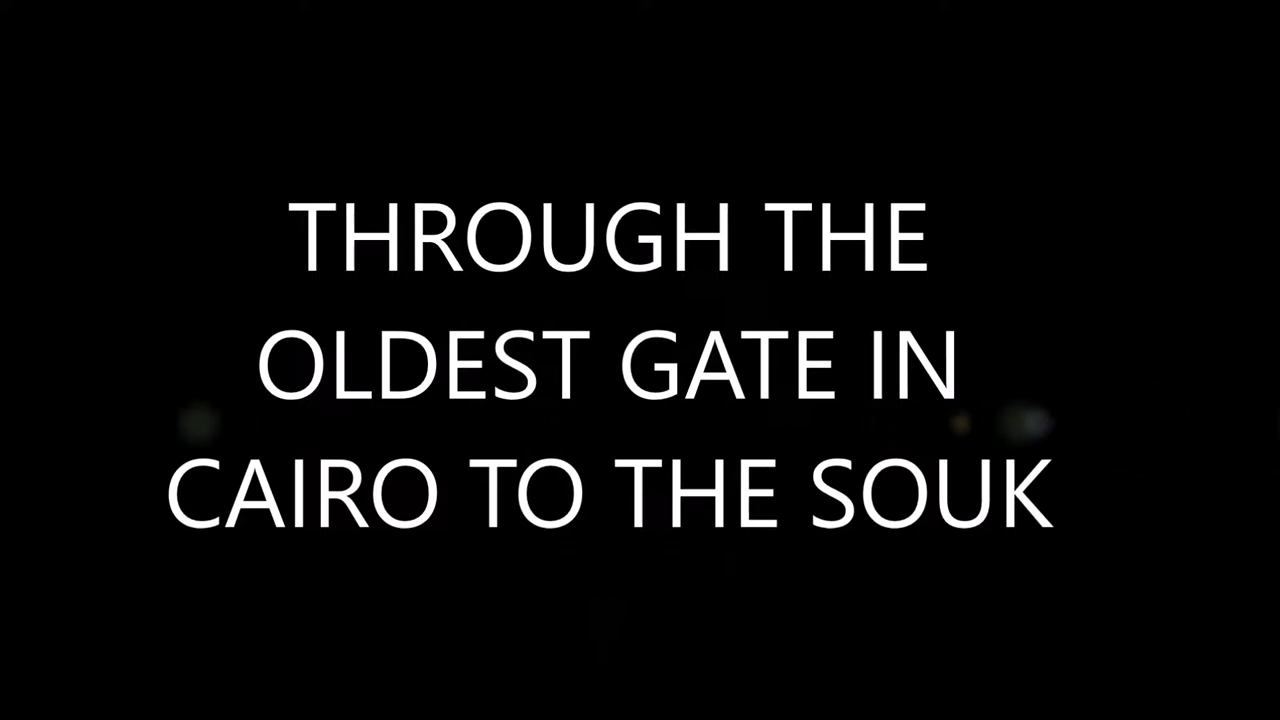 THROUGH THE
OLDEST GATE IN
CAIRO TO THE SOUK